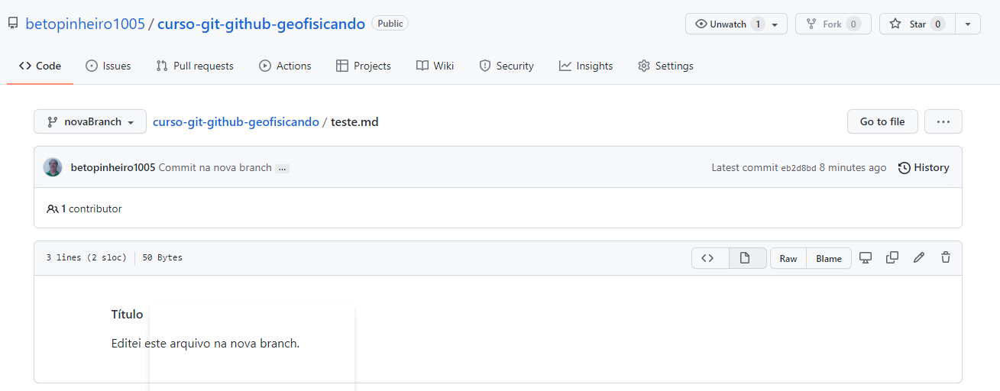 betopinheiro1005 / curso-git-github-geofisicando Public Unwatch 1 Fork 0 Star 0
Code Issues Pull requests Actions Projects Wiki Security Insights Settings
novaBranch curso-git-github-geofisicando / teste.md Go to file ...
betopinheiro1005 Commit na nova branch ... Latest commit eb2d8bd 8 minutes ago History
1 contributor
3 lines (2 sloc) 50 Bytes <> Raw Blame
Título
Editei este arquivo na nova branch.